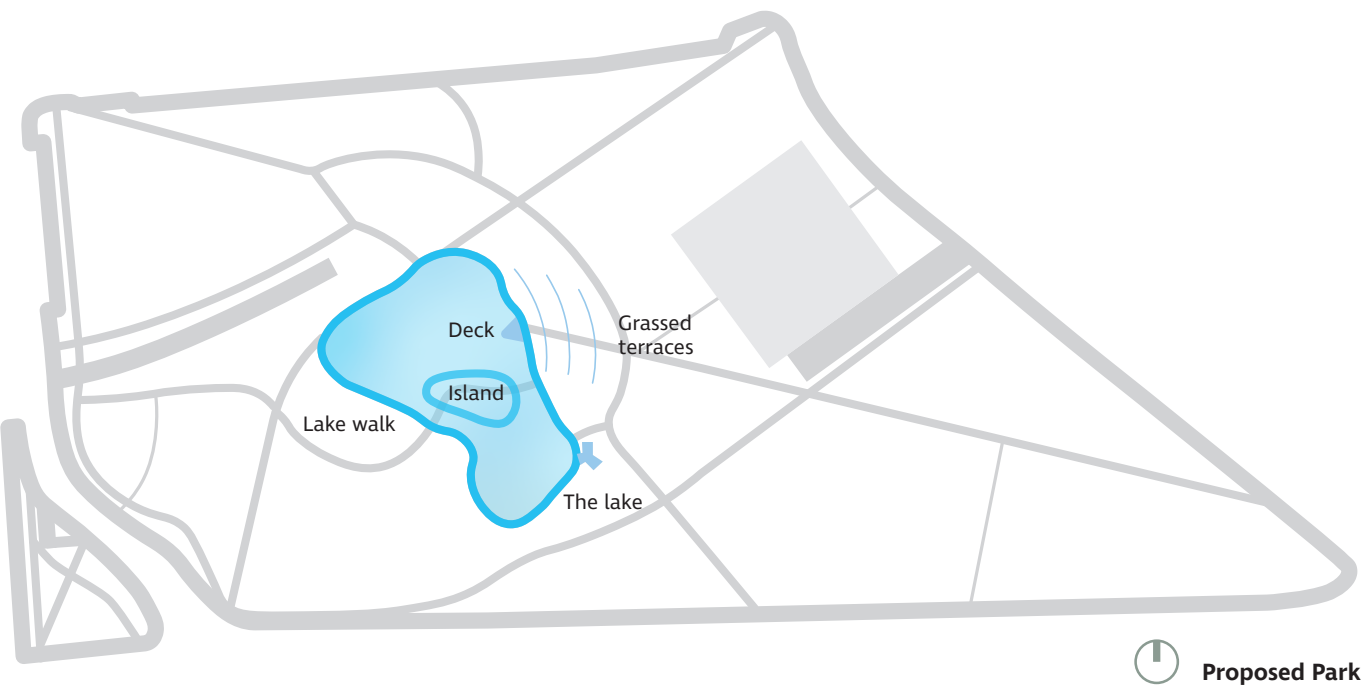 Deck
Grassed
terraces
Island
Lake walk
The lake
Proposed Park